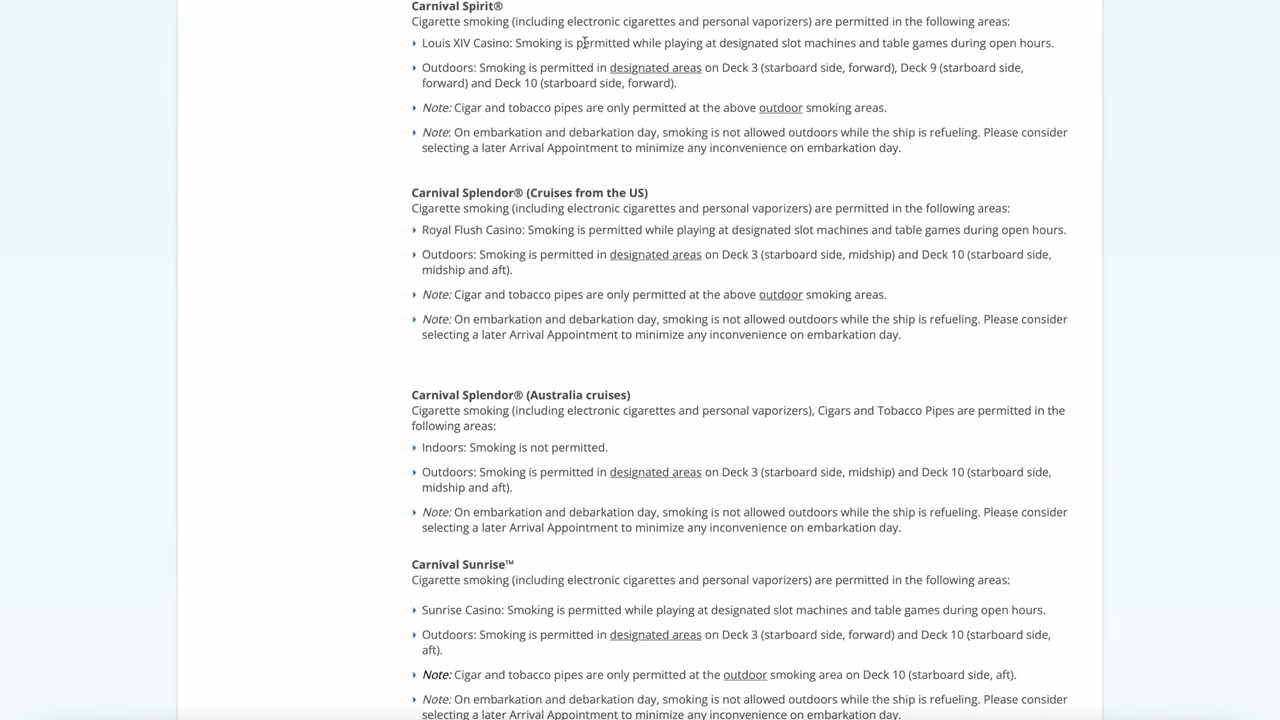 Carnival Spirit®
Cigarette smoking (including electronic cigarettes and personal vaporizers) are permitted in the following areas:
Louis XIV Casino: Smoking is permitted while playing at designated slot machines and table games during open hours.
Outdoors: Smoking is permitted in designated areas on Deck 3 (starboard side, forward), Deck 9 (starboard side,
forward) and Deck 10 (starboard side, forward).
Note: Cigar and tobacco pipes are only permitted at the above outdoor smoking areas.
Note: On embarkation and debarkation day, smoking is not allowed outdoors while the ship is refueling. Please consider
selecting a later Arrival Appointment to minimize any inconvenience on embarkation day.
Carnival Splendor® (Cruises from the US)
Cigarette smoking (including electronic cigarettes and personal vaporizers) are permitted in the following areas:
Royal Flush Casino: Smoking is permitted while playing at designated slot machines and table games during open hours.
Outdoors: Smoking is permitted in designated areas on Deck 3 (starboard side, midship) and Deck 10 (starboard side,
midship and aft).
Note: Cigar and tobacco pipes are only permitted at the above outdoor smoking areas.
Note: On embarkation and debarkation day, smoking is not allowed outdoors while the ship is refueling. Please consider
selecting a later Arrival Appointment to minimize any inconvenience on embarkation day.
Carnival Splendor® (Australia cruises)
Cigarette smoking (including electronic cigarettes and personal vaporizers), Cigars and Tobacco Pipes are permitted in the
following areas:
Indoors: Smoking is not permitted.
Outdoors: Smoking is permitted in designated areas on Deck 3 (starboard side, midship) and Deck 10 (starboard side,
midship and aft).
Note: On embarkation and debarkation day, smoking is not allowed outdoors while the ship is refueling. Please consider
selecting a later Arrival Appointment to minimize any inconvenience on embarkation day.
Carnival Sunrise™
Cigarette smoking (including electronic cigarettes and personal vaporizers) are permitted in the following areas:
Sunrise Casino: Smoking is permitted while playing at designated slot machines and table games during open hours.
Outdoors: Smoking is permitted in designated areas on Deck 3 (starboard side, forward) and Deck 10 (starboard side,
aft).
Note: Cigar and tobacco pipes are only permitted at the outdoor smoking area on Deck 10 (starboard side, aft).
Note: On embarkation and debarkation day, smoking is not allowed outdoors while the ship is refueling. Please consider
selecting a later Arrival Appointment to minimize any inconvenience on embarkation day.